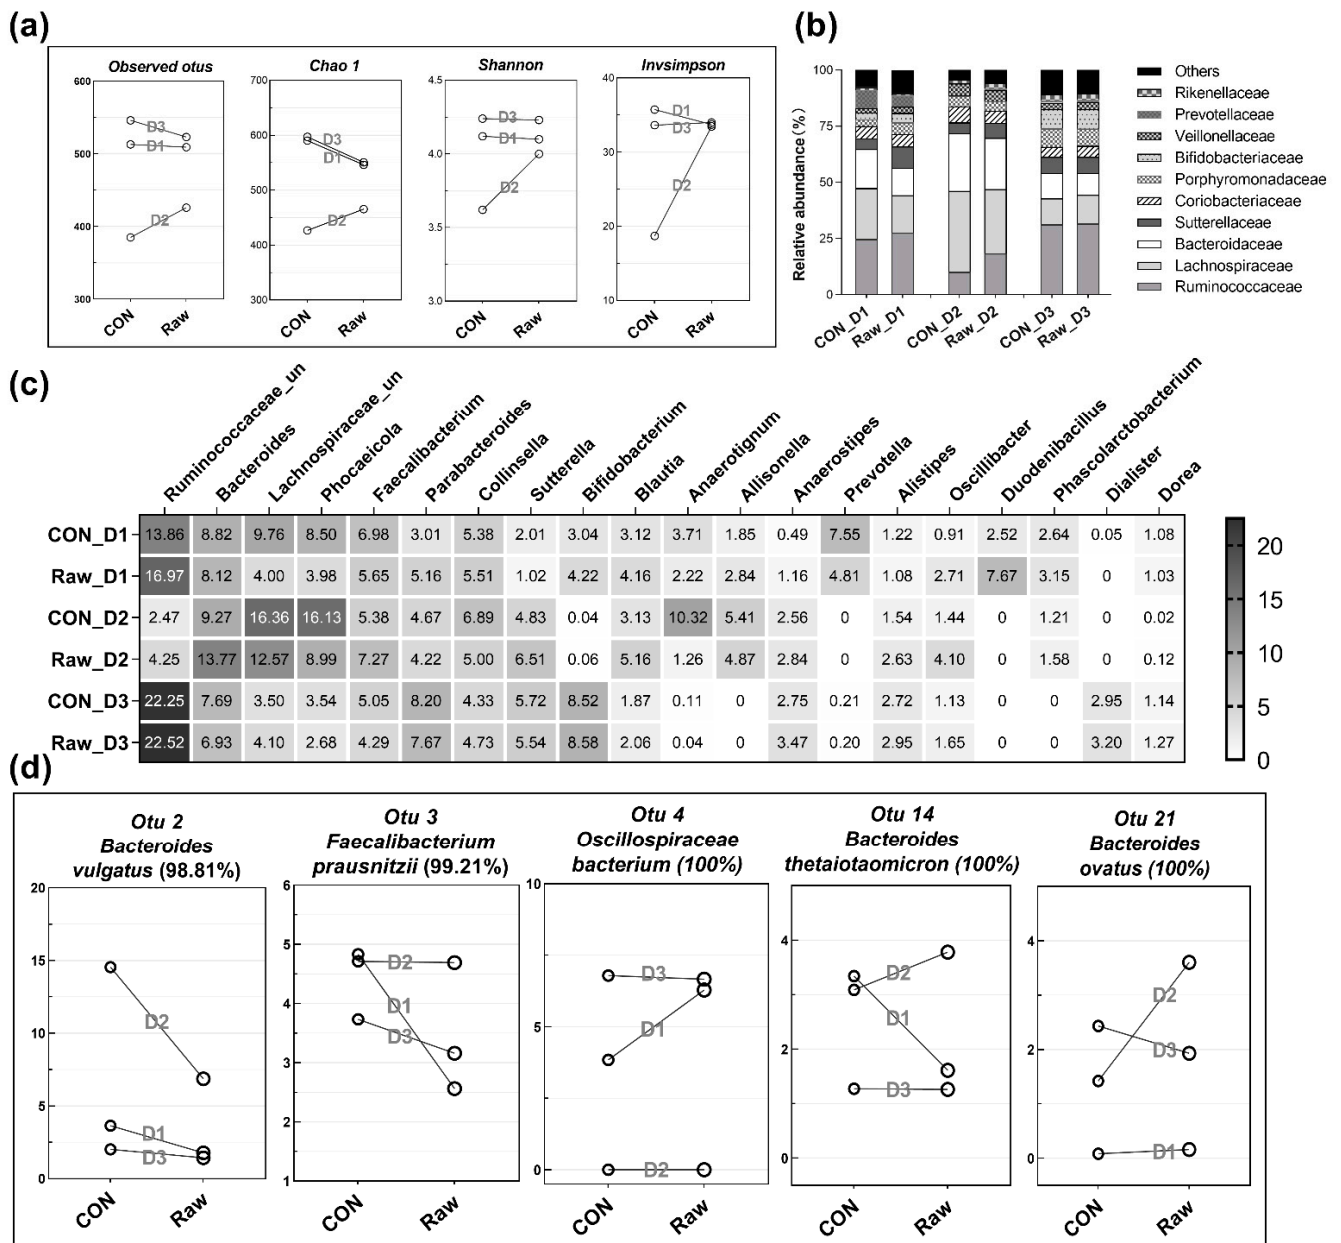 (a)
Observed otus
600
500
400
300
D3
D1
D2
CON
Raw
Chao 1
700
600
500
400
300
D3
D1
D2
CON
Raw
Shannon
4.5
4.0
3.5
3.0
D3
D1
D2
CON
Raw
Invsimpson
40
30
20
10
D1
D3
D2
CON
Raw
(b)
Relative abundance (%)
100
75
50
25
0
CON_D1
Raw_D1
CON_D2
Raw_D2
CON_D3
Raw_D3
Others
Rikenellaceae
Prevotellaceae
Veillonellaceae
Bifidobacteriaceae
Porphyromonadaceae
Coriobacteriaceae
Sutterellaceae
Bacteroidaceae
Lachnospiraceae
Ruminococcaceae
(c)
Ruminococcaceae_un
Bacteroides
Lachnospiraceae_un
Phocaeicola
Faecalibacterium
Parabacteroides
Collinsella
Sutterella
Bifidobacterium
Blautia
Anaerotignum
Allisonella
Anaerostipes
Prevotella
Alistipes
Oscillibacter
Duodenibacillus
Phascolarctobacterium
Dialister
Dorea
CON_D1 13.86 8.82 9.76 8.50 6.98 3.01 5.38 2.01 3.04 3.12 3.71 1.85 0.49 7.55 1.22 0.91 2.52 2.64 0.05 1.08
Raw_D1 16.97 8.12 4.00 3.98 5.65 5.16 5.51 1.02 4.22 4.16 2.22 2.84 1.16 4.81 1.08 2.71 7.67 3.15 0 1.03
CON_D2 2.47 9.27 16.36 16.13 5.38 4.67 6.89 4.83 0.04 3.13 10.32 5.41 2.56 0 1.54 1.44 0 1.21 0 0.02
Raw_D2 4.25 13.77 12.57 8.99 7.27 4.22 5.00 6.51 0.06 5.16 1.26 4.87 2.84 0 2.63 4.10 0 1.58 0 0.12
CON_D3 22.25 7.69 3.50 3.54 5.05 8.20 4.33 5.72 8.52 1.87 0.11 0 2.75 0.21 2.72 1.13 0 0 2.95 1.14
Raw_D3 22.52 6.93 4.10 2.68 4.29 7.67 4.73 5.54 8.58 2.06 0.04 0 3.47 0.20 2.95 1.65 0 0 3.20 1.27
20
15
10
5
0
(d)
Otu 2
Bacteroides
vulgatus (98.81%)
20
15
10
5
0
D2
D1
D3
CON
Raw
Otu 3
Faecalibacterium
prausnitzii (99.21%)
6
5
4
3
2
1
D2
D1
D3
CON
Raw
Otu 4
Oscillospiraceae
bacterium (100%)
10
5
0
D3
D1
D2
CON
Raw
Otu 14
Bacteroides
thetaiotaomicron (100%)
4
2
0
D2
D1
D3
CON
Raw
Otu 21
Bacteroides
ovatus (100%)
4
2
0
D2
D3
D1
CON
Raw